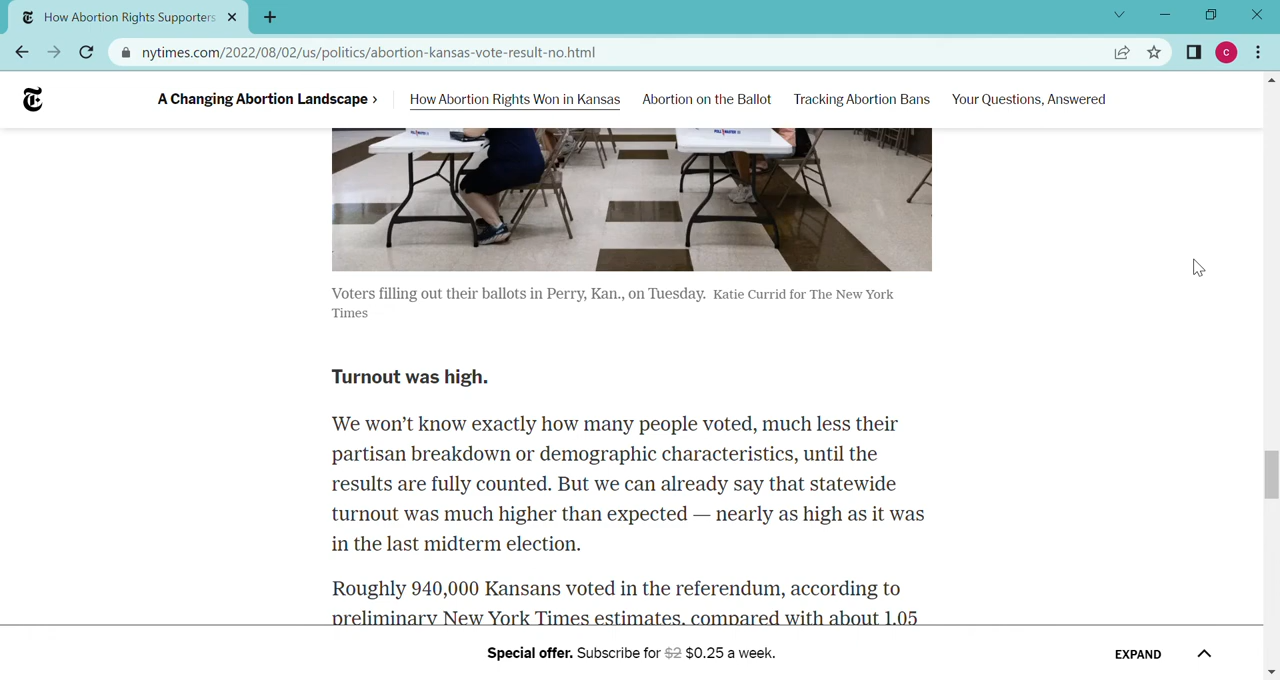 How Abortion Rights Supporters
nytimes.com/2022/08/02/us/politics/abortion-kansas-vote-result-no.html
C
A Changing Abortion Landscape ›
How Abortion Rights Won in Kansas
Abortion on the Ballot
Tracking Abortion Bans
Your Questions, Answered
Voters filling out their ballots in Perry, Kan., on Tuesday. Katie Currid for The New York
Times
Turnout was high.
We won’t know exactly how many people voted, much less their
partisan breakdown or demographic characteristics, until the
results are fully counted. But we can already say that statewide
turnout was much higher than expected — nearly as high as it was
in the last midterm election.
Roughly 940,000 Kansans voted in the referendum, according to
preliminary New York Times estimates, compared with about 1.05
Special offer. Subscribe for $2 $0.25 a week.
EXPAND